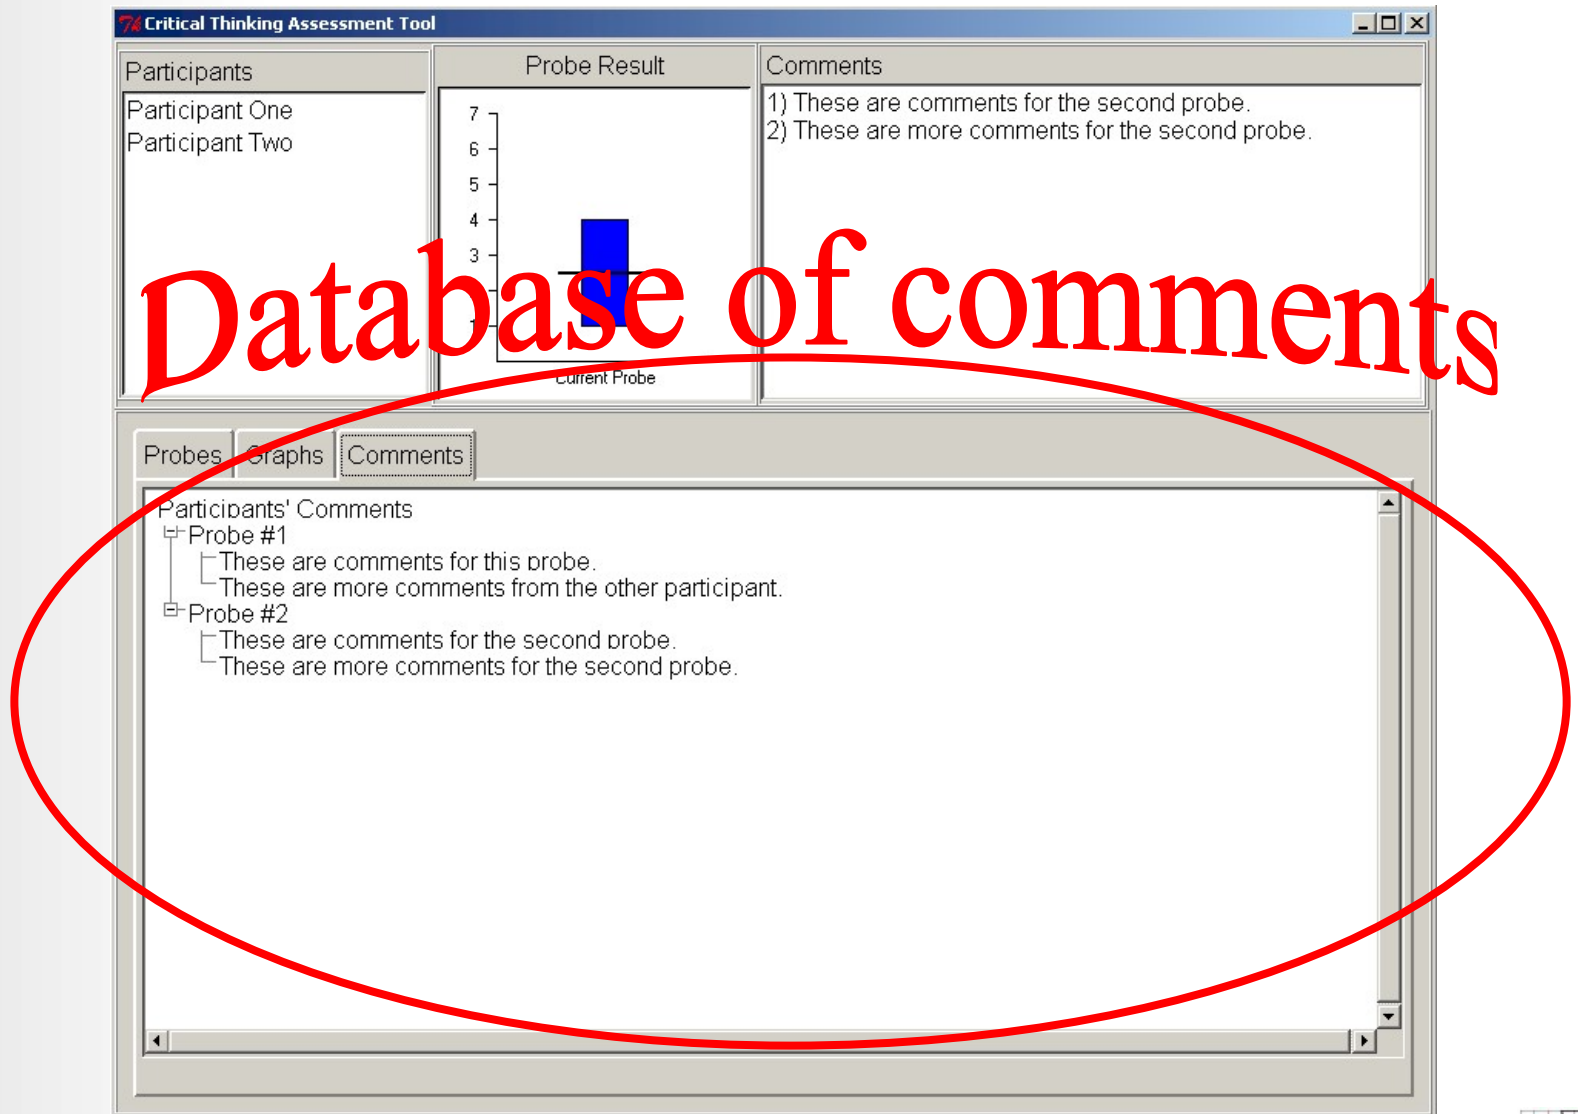 Critical Thinking Assessment Tool
Participants
Participant One
Participant Two
Probe Result
7
6
5
4
3
Current Probe
Comments
1) These are comments for the second probe.
2) These are more comments for the second probe.
Database of comments
Probes Graphs Comments
Participants' Comments
Probe #1
These are comments for this probe.
These are more comments from the other participant.
Probe #2
These are comments for the second probe.
These are more comments for the second probe.